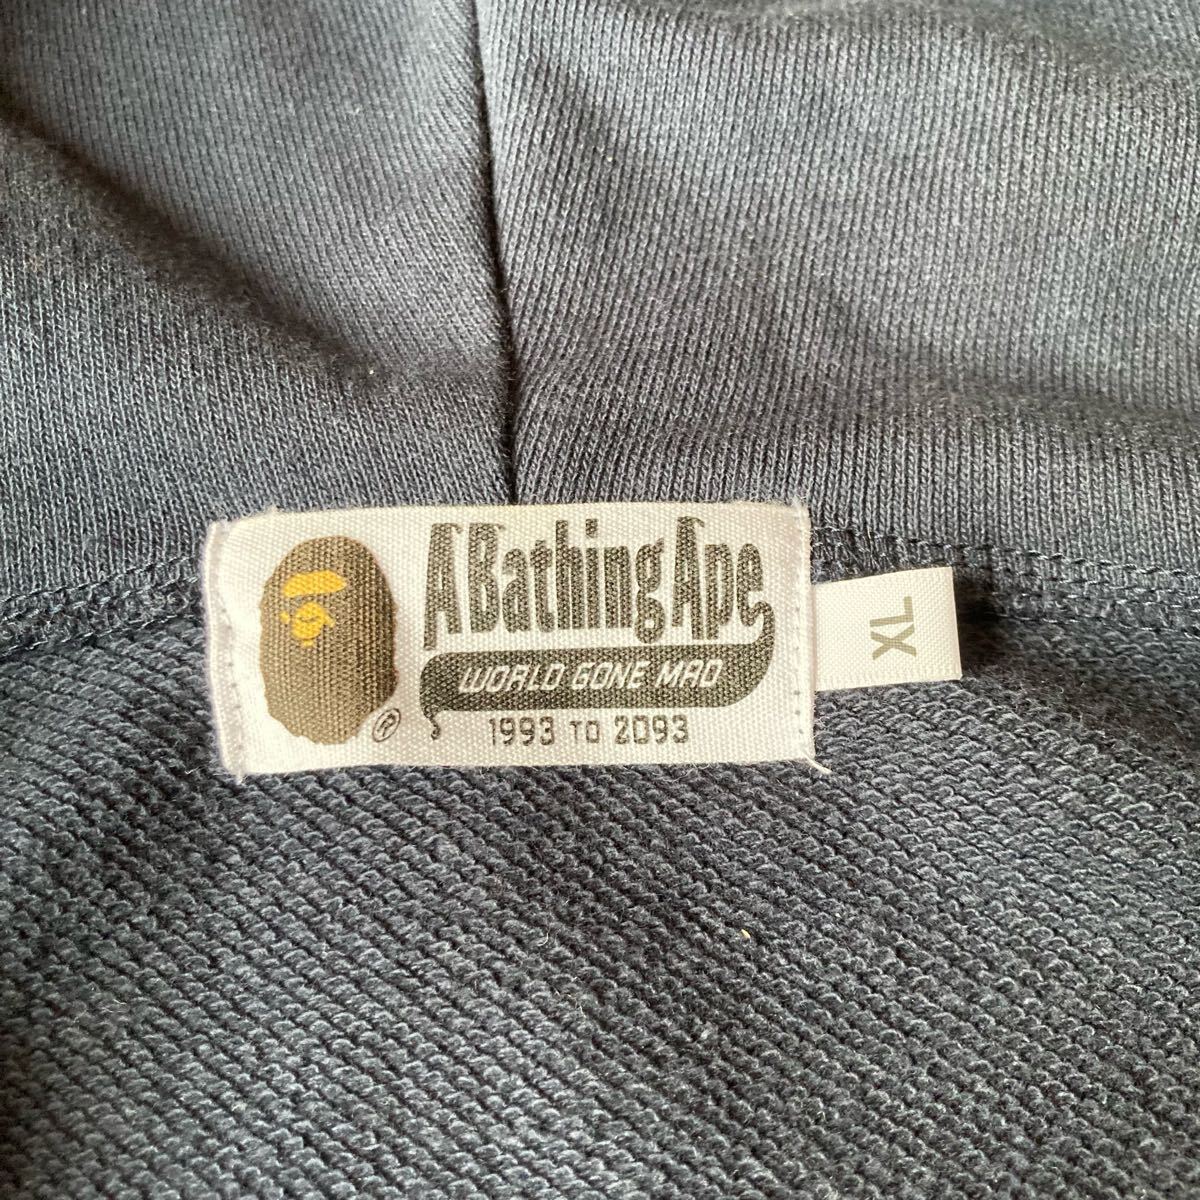 A Bathing Ape
WORLD GONE MAD
1993 TO 2093
®
XL